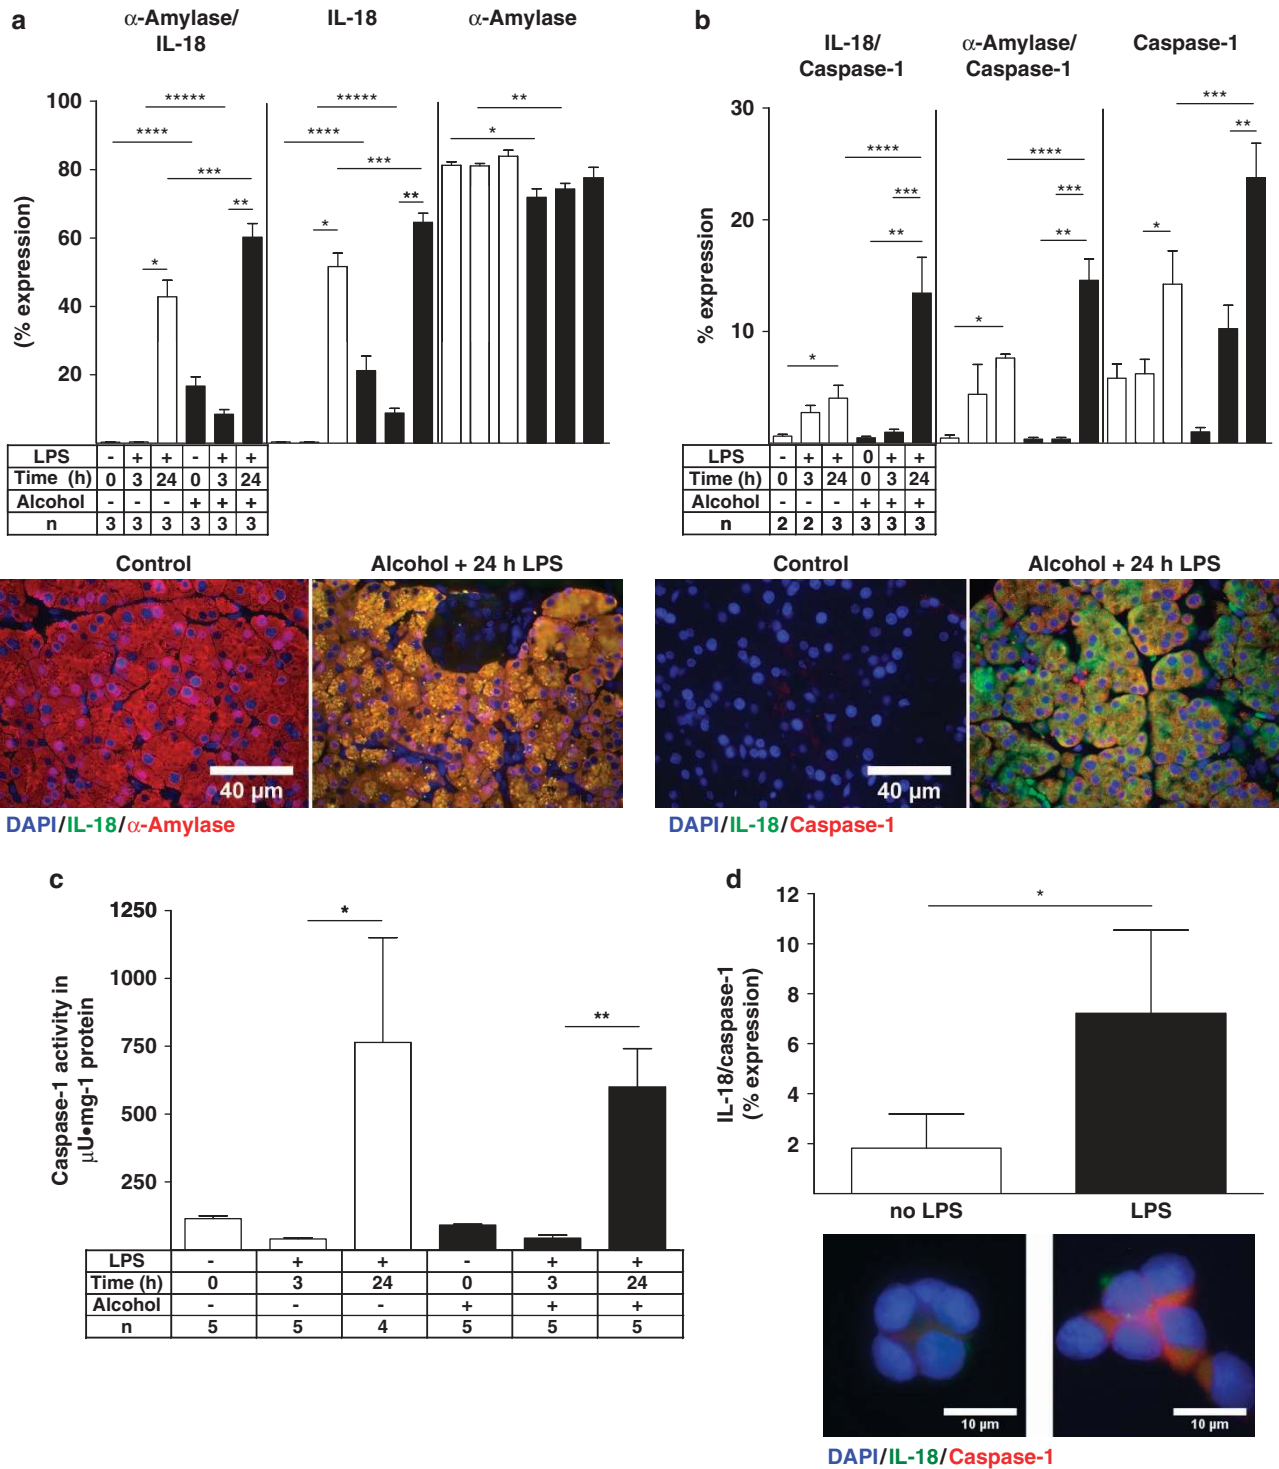 a
α-Amylase/
IL-18
IL-18
α-Amylase
(% expression)
100
80
60
40
20
***** ***** **
**** **** *
*** ***
** **
* *
LPS - + + - + +
Time (h) 0 3 24 0 3 24
Alcohol - - - + + +
n 3 3 3 3 3 3
Control
Alcohol + 24 h LPS
40 µm
DAPI/IL-18/α-Amylase
b
IL-18/
Caspase-1
α-Amylase/
Caspase-1
Caspase-1
% expression
30
20
10
***
**
**** ****
*** ***
** **
*
*
*
LPS - + + 0 + +
Time (h) 0 3 24 0 3 24
Alcohol - - - + + +
n 2 2 3 3 3 3
Control
Alcohol + 24 h LPS
40 µm
DAPI/IL-18/Caspase-1
c
Caspase-1 activity in
µU•mg-1 protein
1250
1000
750
500
250
*
**
LPS - + + - + +
Time (h) 0 3 24 0 3 24
Alcohol - - - + + +
n 5 5 4 5 5 5
d
IL-18/caspase-1
(% expression)
12
10
8
6
4
2
*
no LPS
LPS
10 µm
10 µm
DAPI/IL-18/Caspase-1